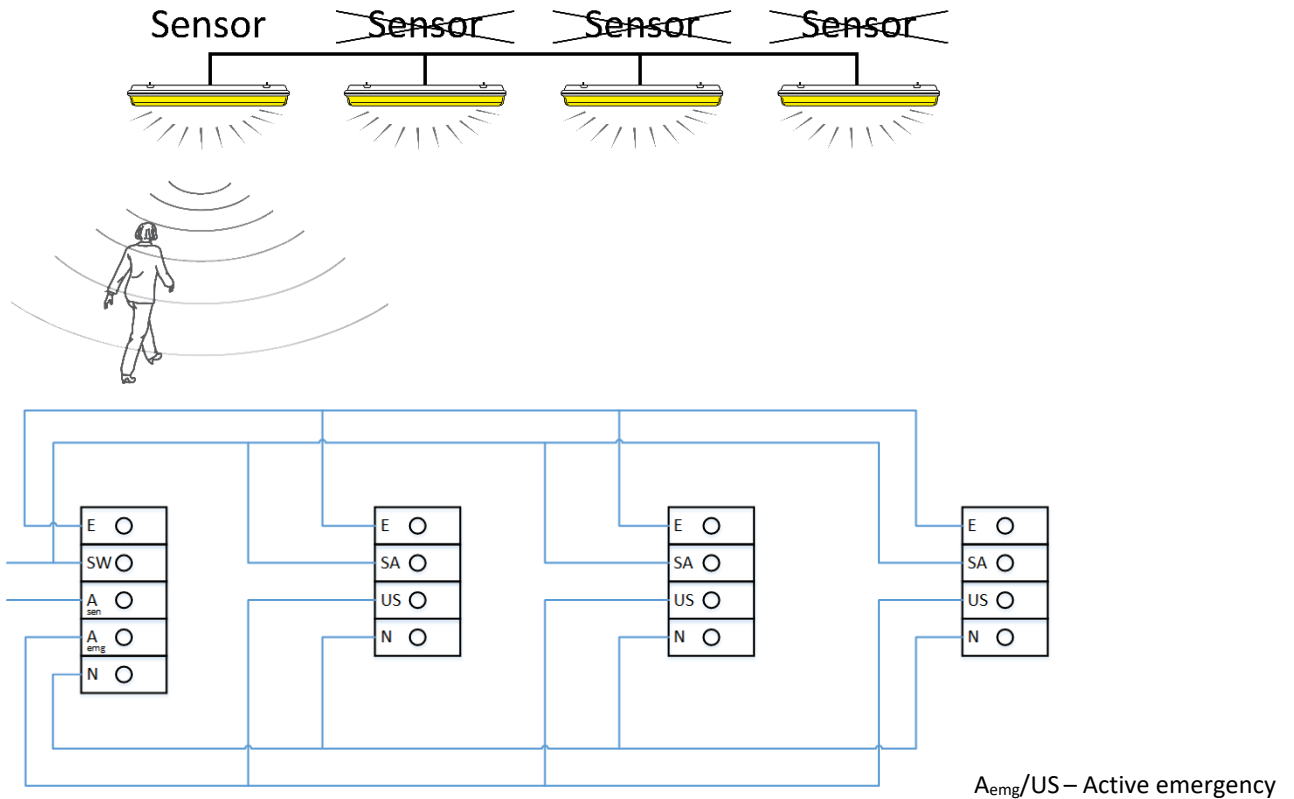 Sensor Sensor Sensor Sensor
E
SW
A sen
A emg
N
E
SA
US
N
E
SA
US
N
E
SA
US
N
Aemg/US – Active emergency